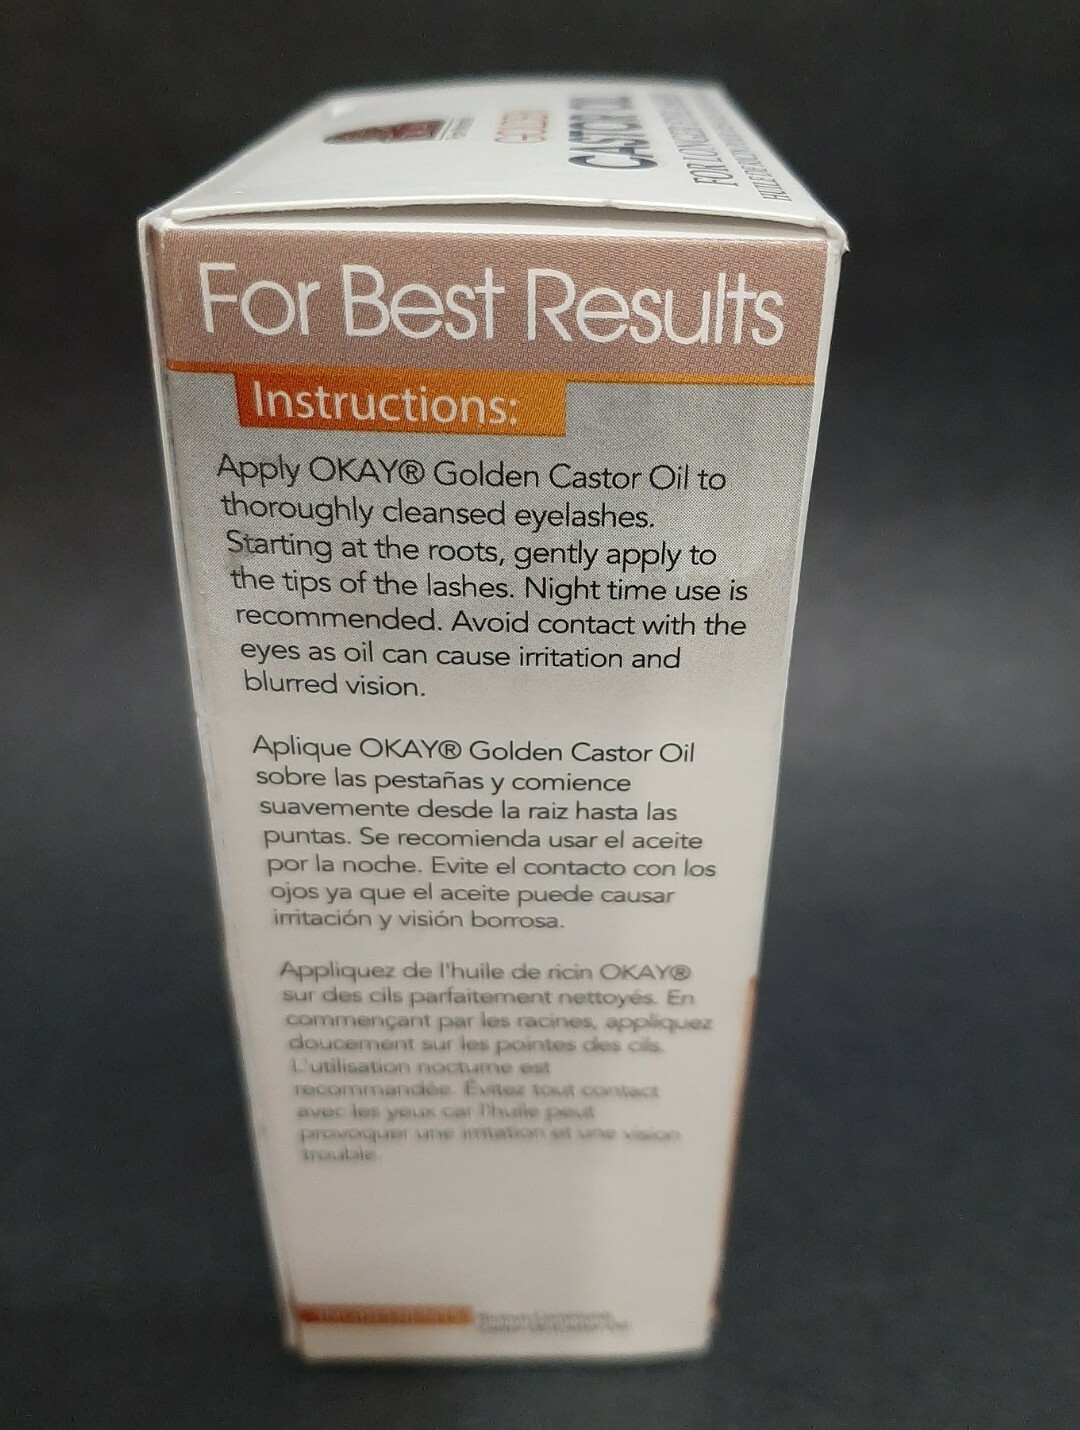 GOLDEN
CASTOR OIL
For Best Results
Instructions:
Apply OKAY® Golden Castor Oil to
thoroughly cleansed eyelashes.
Starting at the roots, gently apply to
the tips of the lashes. Night time use is
recommended. Avoid contact with the
eyes as oil can cause irritation and
blurred vision.
Aplique OKAY® Golden Castor Oil
sobre las pestañas y comience
suavemente desde la raiz hasta las
puntas. Se recomienda usar el aceite
por la noche. Evite el contacto con los
ojos ya que el aceite puede causar
irritación y visión borrosa.
Appliquez de l'huile de ricin OKAY®
sur des cils parfaitement nettoyés. En
commençant par les racines, appliquez
doucement sur les pointes des cils.
L'utilisation nocturne est
recommandée. Évitez tout contact
avec les yeux car l'huile peut
provoquer une irritation et une vision
trouble.